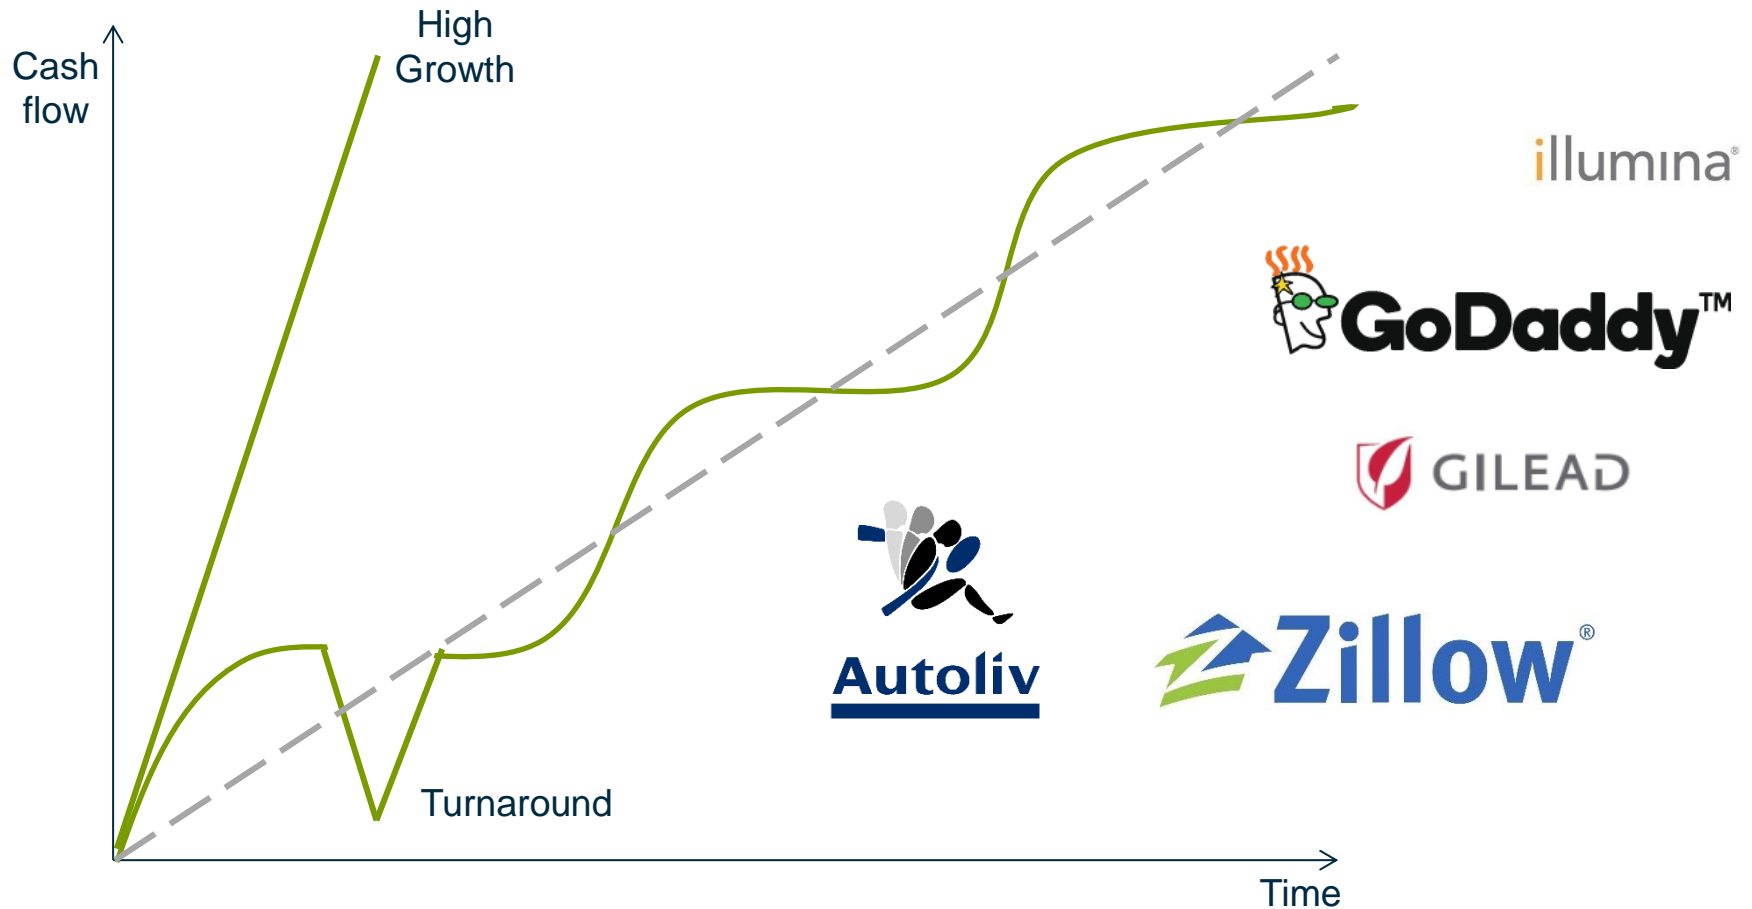 High
Growth
Cash
flow
illumina®
GoDaddy™
GILEAD
Autoliv
Zillow®
Turnaround
Time